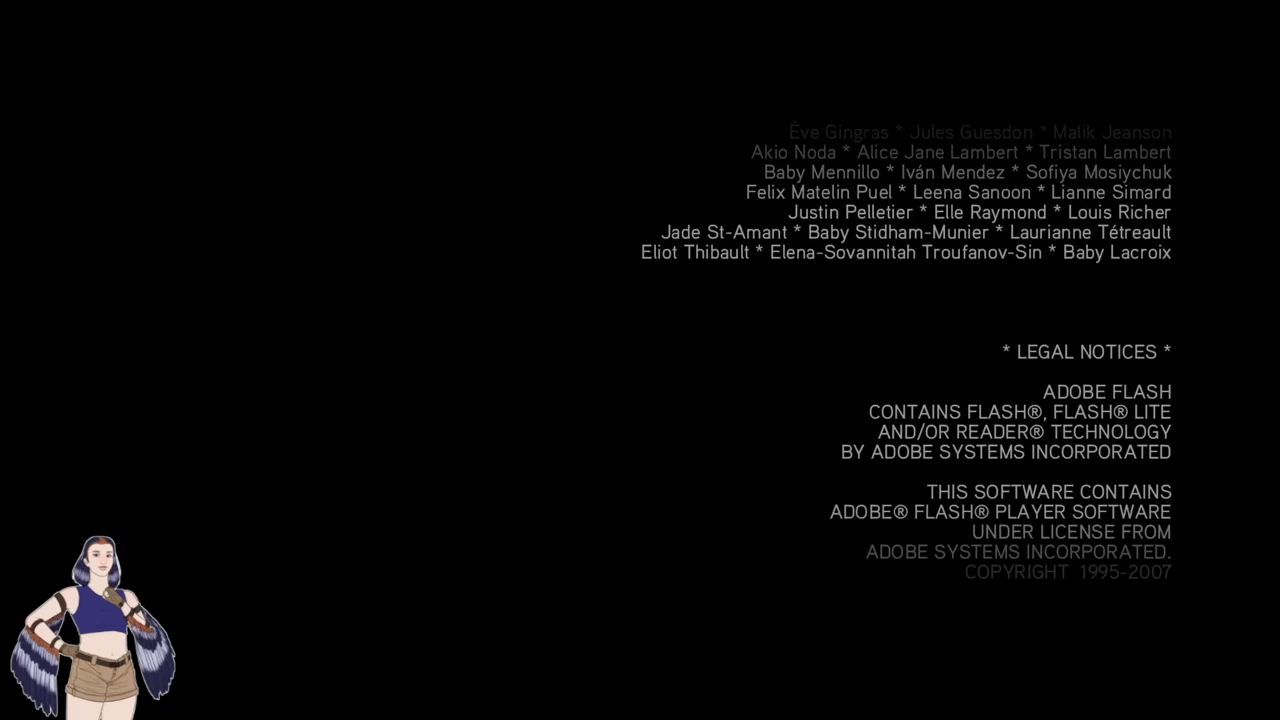 Ève Gingras * Jules Guesdon * Malik Jeanson
Akio Noda * Alice Jane Lambert * Tristan Lambert
Baby Mennillo * Iván Mendez * Sofiya Mosiychuk
Felix Matelin Puel * Leena Sanoon * Lianne Simard
Justin Pelletier * Elle Raymond * Louis Richer
Jade St-Amant * Baby Stidham-Munier * Laurianne Tétreault
Eliot Thibault * Elena-Sovannitah Troufanov-Sin * Baby Lacroix
* LEGAL NOTICES *
ADOBE FLASH
CONTAINS FLASH®, FLASH® LITE
AND/OR READER® TECHNOLOGY
BY ADOBE SYSTEMS INCORPORATED
THIS SOFTWARE CONTAINS
ADOBE® FLASH® PLAYER SOFTWARE
UNDER LICENSE FROM
ADOBE SYSTEMS INCORPORATED.
COPYRIGHT 1995-2007